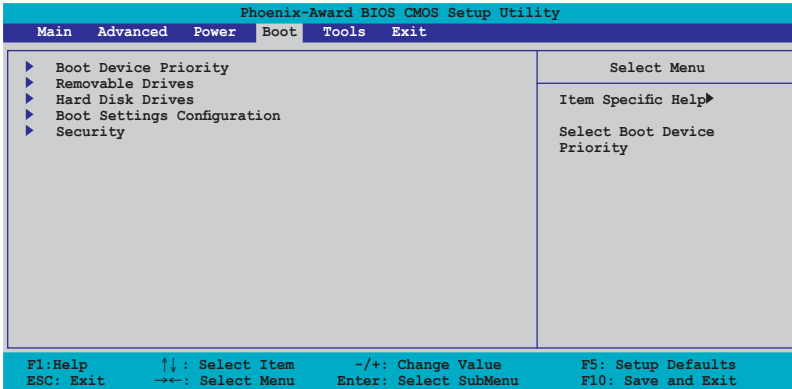 Phoenix-Award BIOS CMOS Setup Utility
Main Advanced Power Boot Tools Exit
Boot Device Priority
Removable Drives
Hard Disk Drives
Boot Settings Configuration
Security
Select Menu
Item Specific Help
Select Boot Device
Priority
F1:Help ↑↓: Select Item -/+: Change Value F5: Setup Defaults
ESC: Exit →←: Select Menu Enter: Select SubMenu F10: Save and Exit